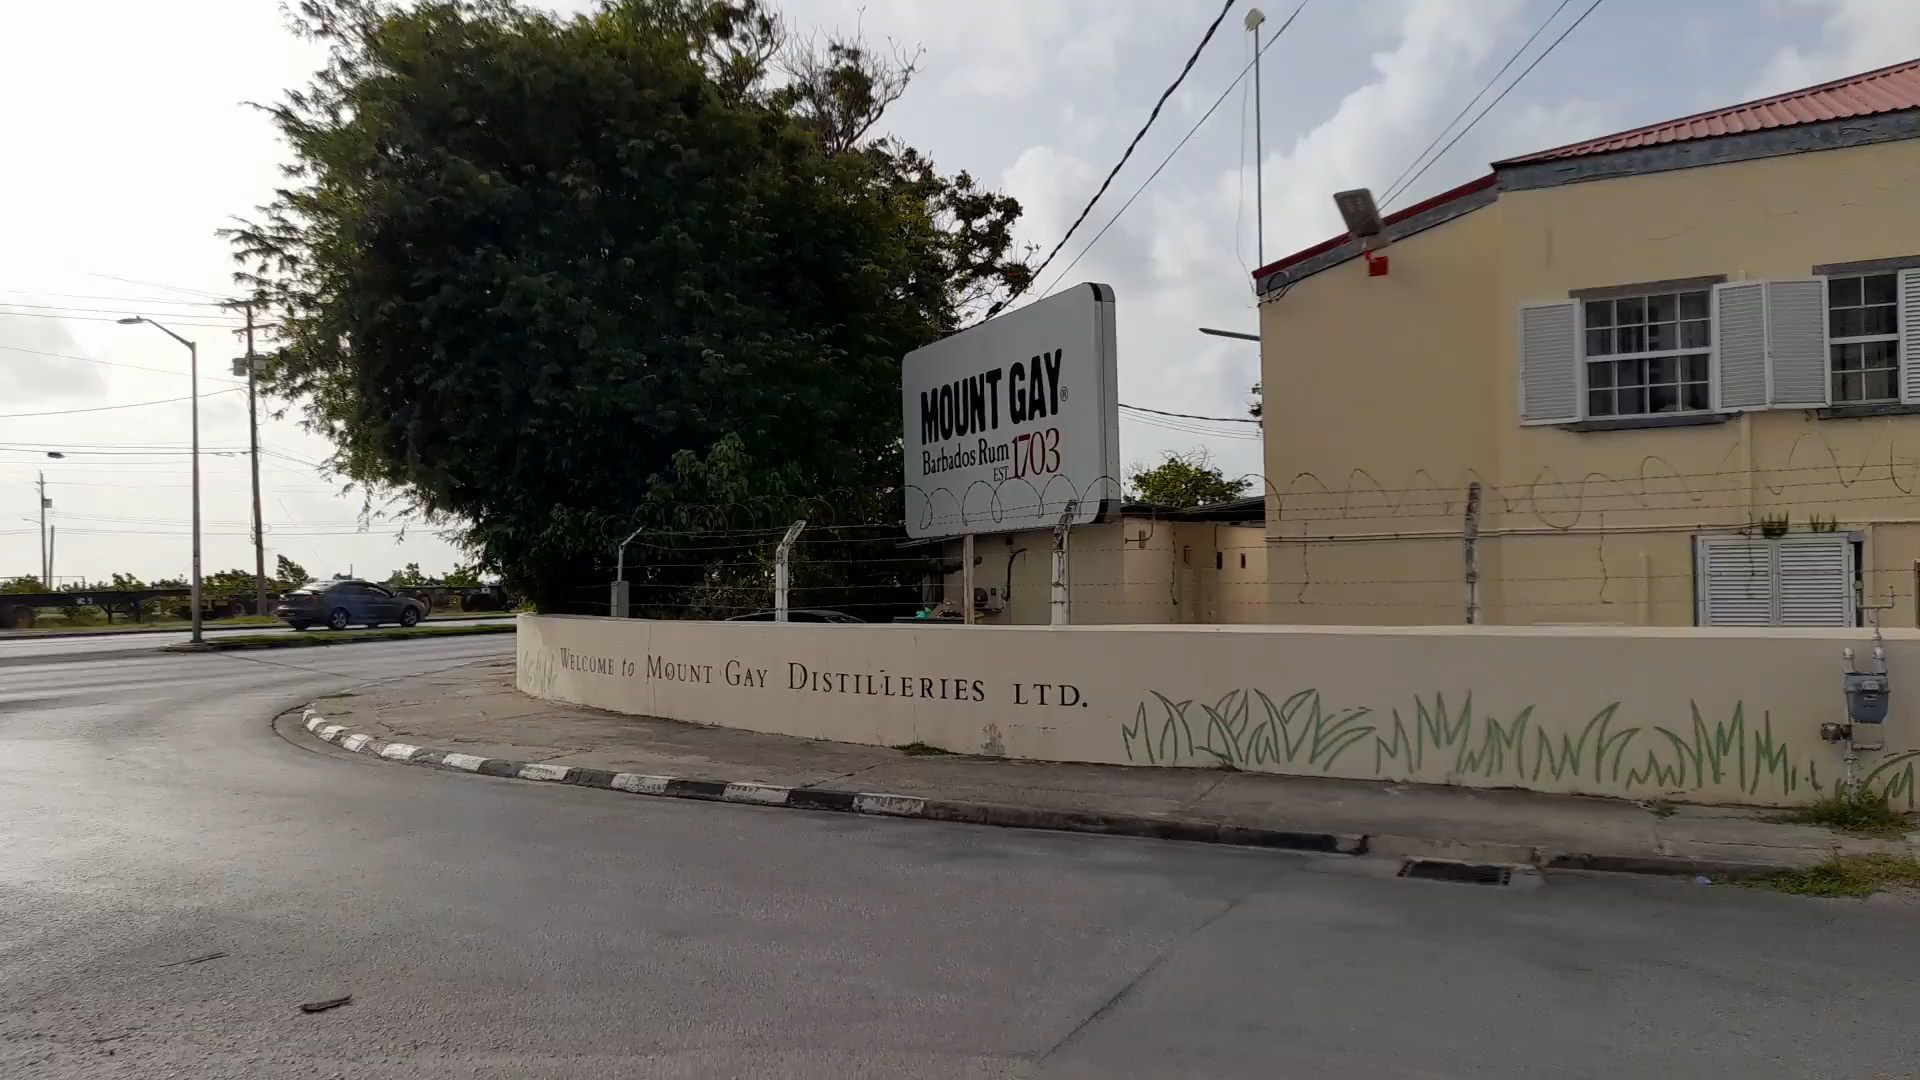 MOUNT GAY®
Barbados Rum
EST 1703
WELCOME to MOUNT GAY DISTILLERIES LTD.